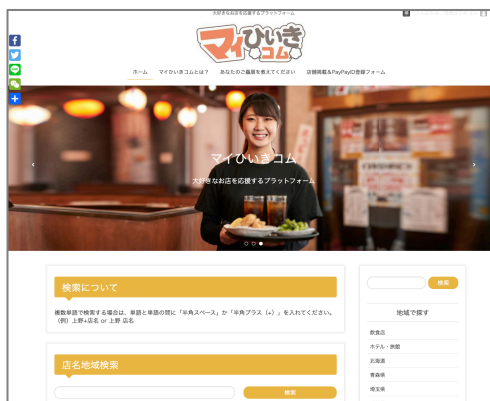 大好きなお店を応援するプラットフォーム
マイひいきコム
ホーム マイひいきコムとは？ あなたのご贔屓を教えてください 店舗掲載&PayPayID登録フォーム
マイひいきコム
大好きなお店を応援するプラットフォーム
検索について
複数単語で検索する場合は、単語と単語の間に「半角スペース」か「半角プラス（+）」を入れてください。
（例）上野+店名 or 上野 店名
店名地域検索
検索
検索
地域で探す
飲食店
ホテル・旅館
北海道
青森県
埼玉県